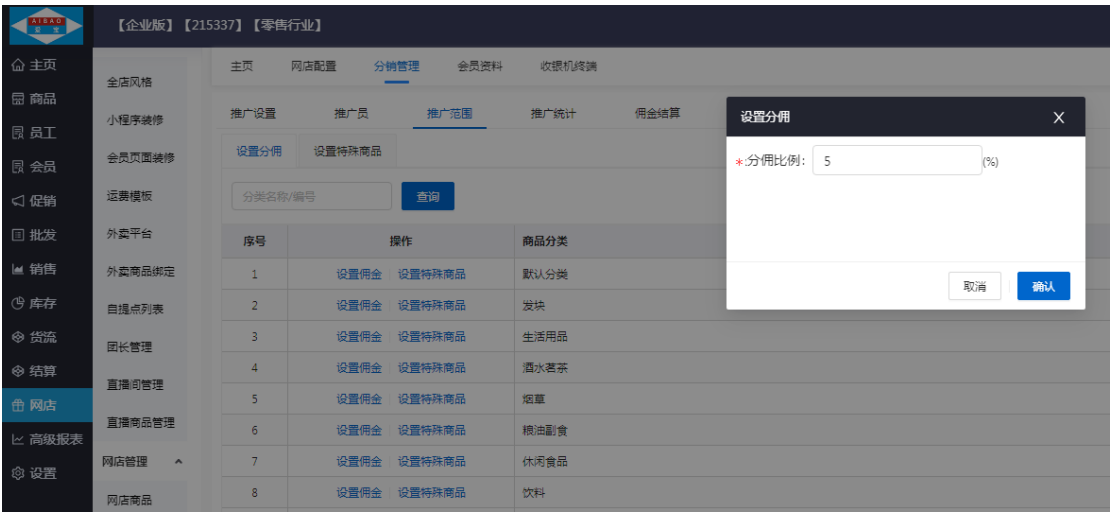 AIBAO
爱宝
【企业版】【215337】【零售行业】
主页
商品
员工
会员
促销
批发
销售
库存
货流
结算
网店
高级报表
设置
全店风格
小程序装修
会员页面装修
运费模板
外卖平台
外卖商品绑定
自提点列表
团长管理
直播间管理
直播商品管理
网店管理
网店商品
主页 网店配置 分销管理 会员资料 收银机终端
推广设置 推广员 推广范围 推广统计 佣金结算
设置分佣 设置特殊商品
分类名称/编号 查询
序号 操作 商品分类
1 设置佣金 设置特殊商品 默认分类
2 设置佣金 设置特殊商品 发块
3 设置佣金 设置特殊商品 生活用品
4 设置佣金 设置特殊商品 酒水茗茶
5 设置佣金 设置特殊商品 烟草
6 设置佣金 设置特殊商品 粮油副食
7 设置佣金 设置特殊商品 休闲食品
8 设置佣金 设置特殊商品 饮料
设置分佣 X
*:分佣比例: 5 (%)
取消 确认